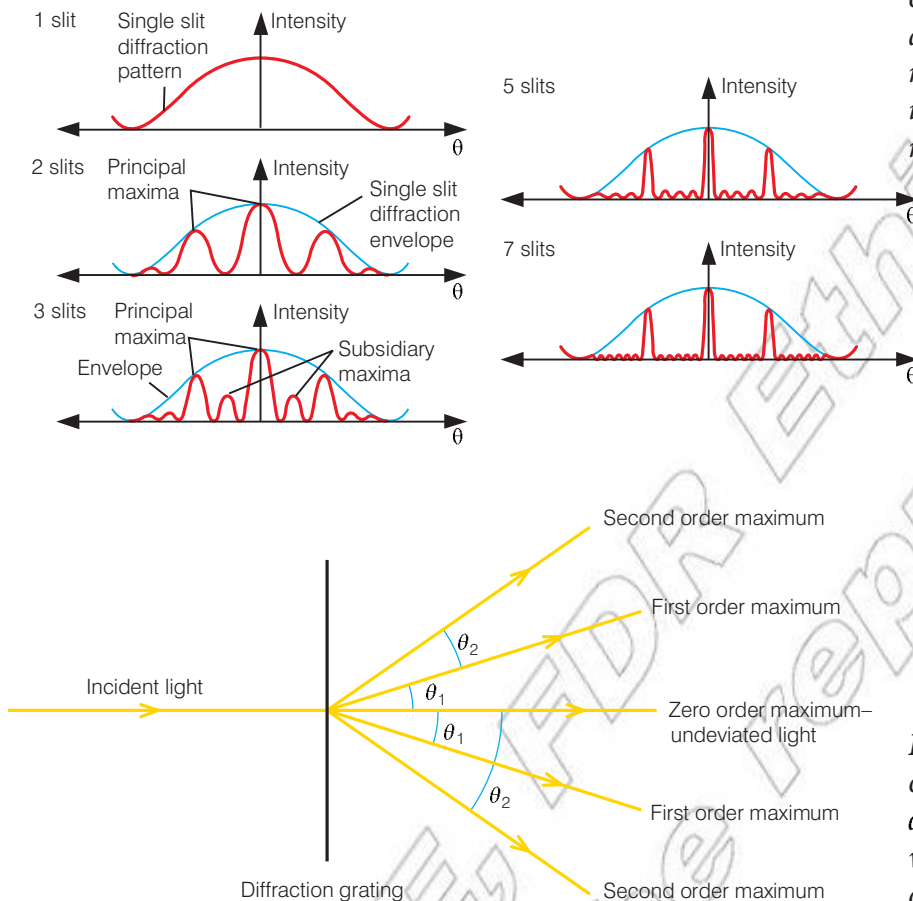 1 slit
Single slit
diffraction
pattern
Intensity
θ
2 slits
Principal
maxima
Intensity
Single slit
diffraction
envelope
θ
3 slits
Principal
maxima
Intensity
Envelope
Subsidiary
maxima
θ
5 slits
Intensity
θ
7 slits
Intensity
θ
Second order maximum
First order maximum
θ2
Incident light
θ1
Zero order maximum–
undeviated light
θ1
θ2
First order maximum
Diffraction grating
Second order maximum
FDR